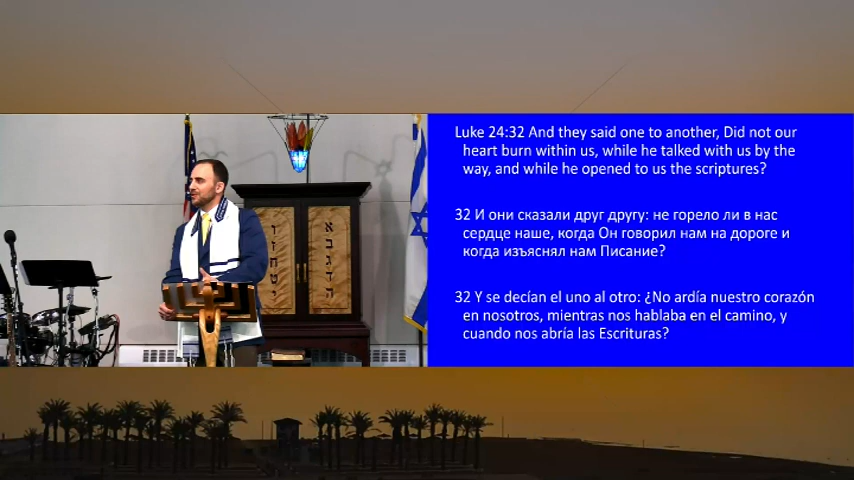 Luke 24:32 And they said one to another, Did not our
heart burn within us, while he talked with us by the
way, and while he opened to us the scriptures?
32 И они сказали друг другу: не горело ли в нас
сердце наше, когда Он говорил нам на дороге и
когда изъяснял нам Писание?
32 Y se decían el uno al otro: ¿No ardía nuestro corazón
en nosotros, mientras nos hablaba en el camino, y
cuando nos abría las Escrituras?
א
ב
ג
ד
ה
ו
ז
ח
ט
י